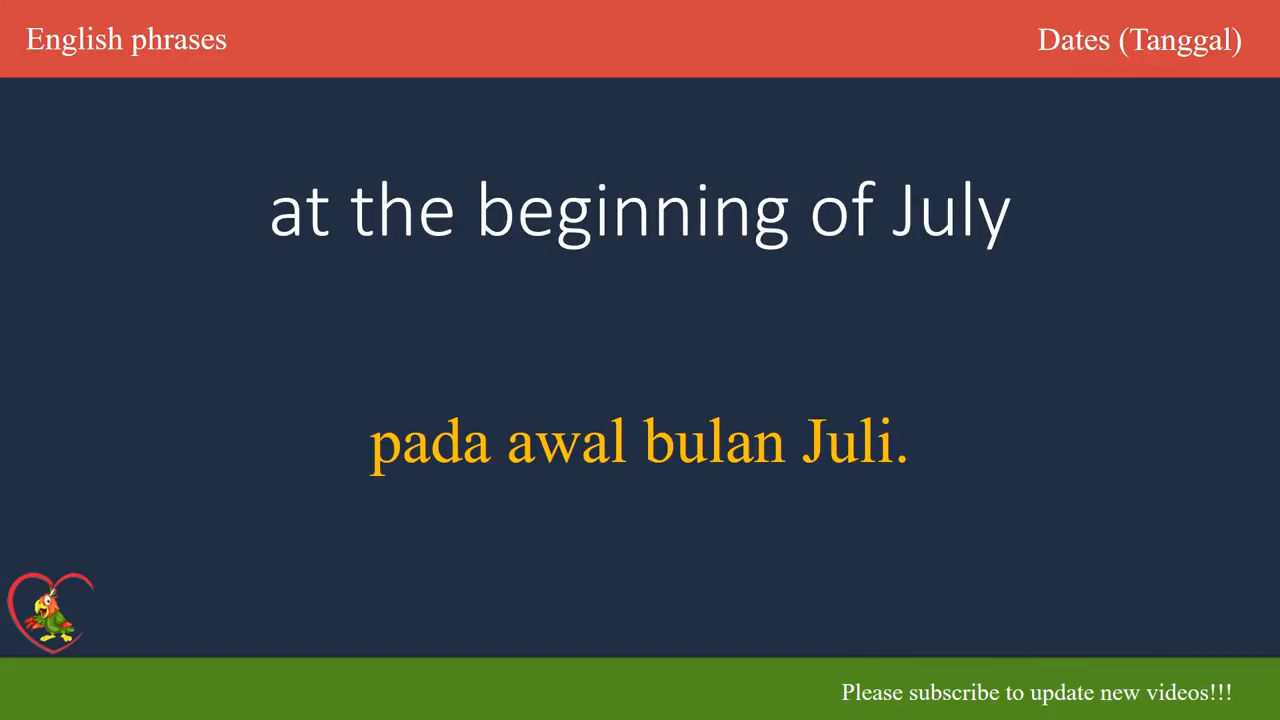 English phrases
Dates (Tanggal)
at the beginning of July
pada awal bulan Juli.
Please subscribe to update new videos!!!